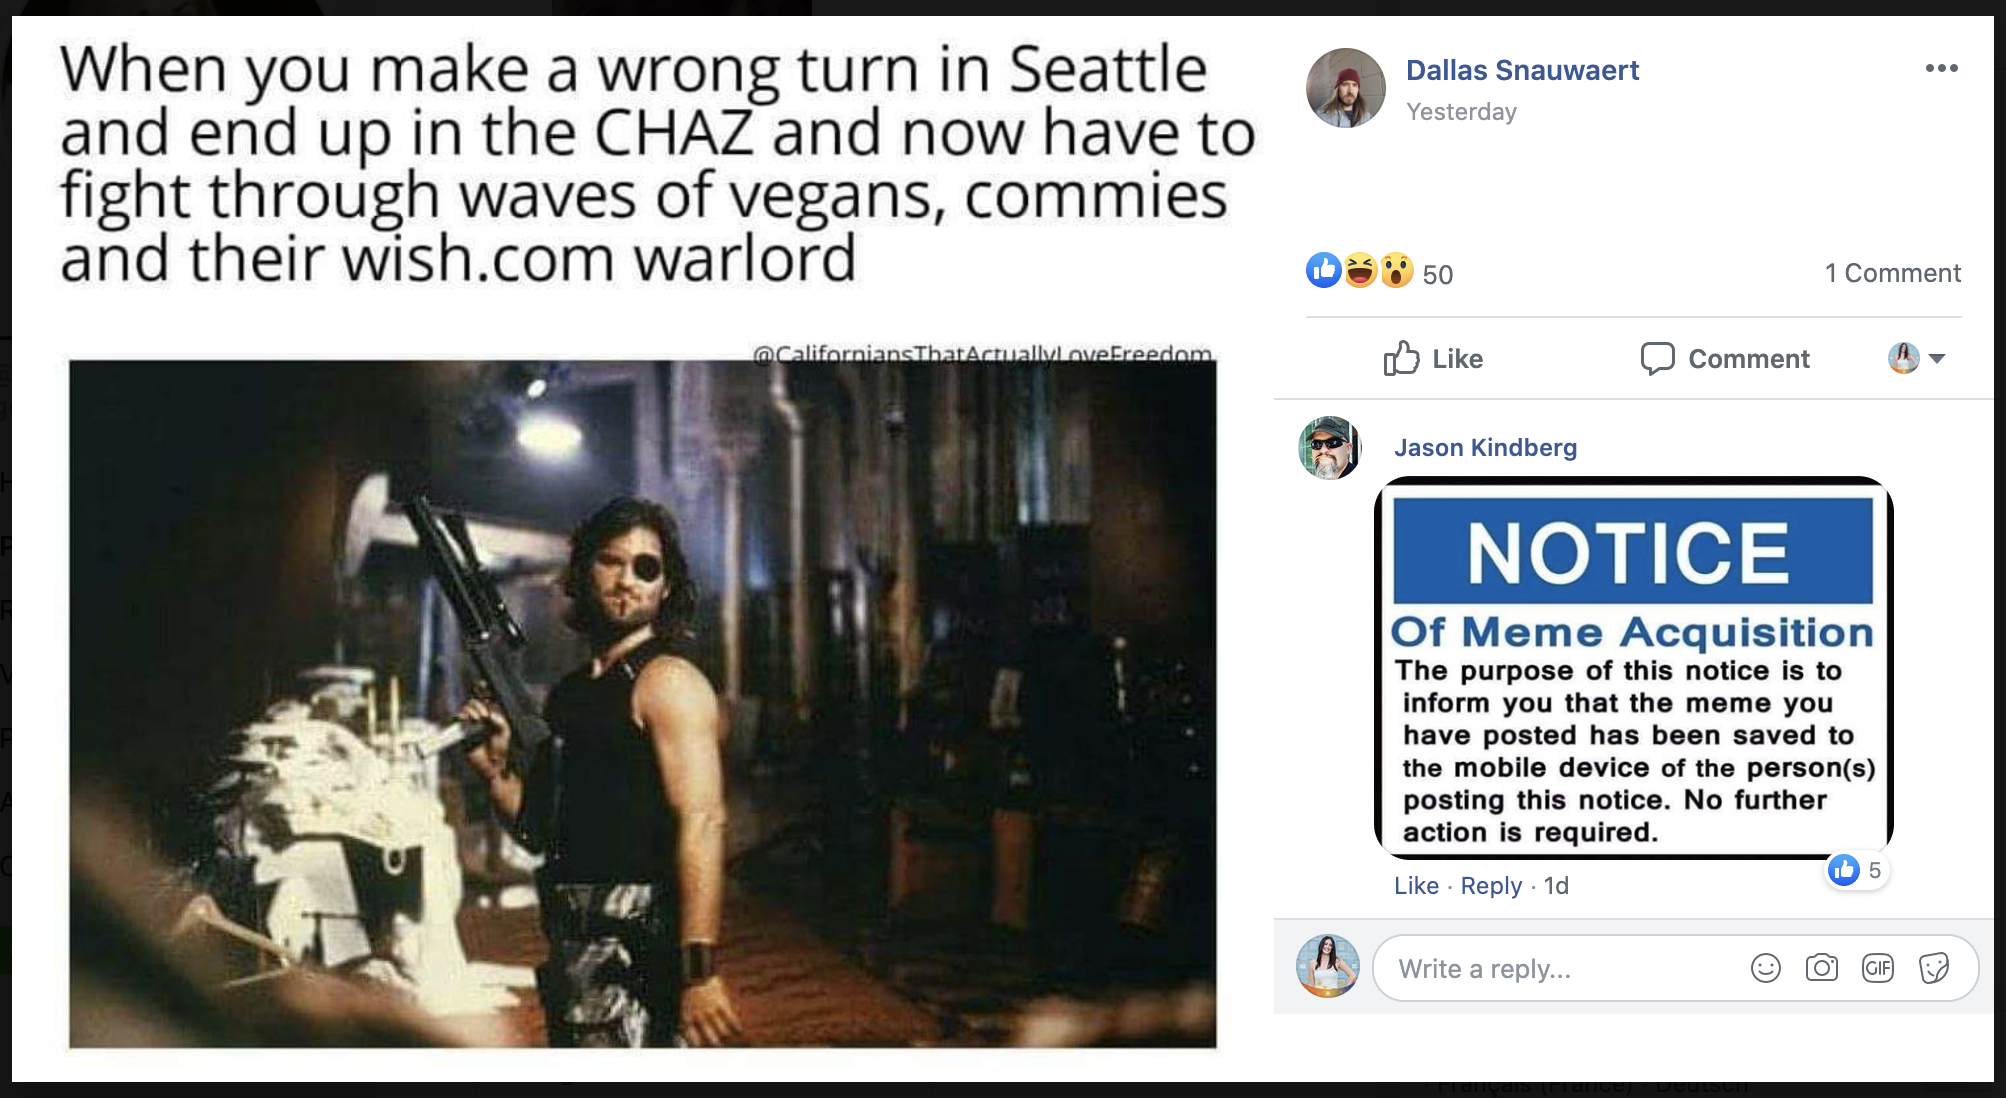 When you make a wrong turn in Seattle
and end up in the CHAZ and now have to
fight through waves of vegans, commies
and their wish.com warlord
@CaliforniansThatActuallyLoveFreedom
Dallas Snauwaert
Yesterday
50
1 Comment
Like
Comment
Jason Kindberg
NOTICE
Of Meme Acquisition
The purpose of this notice is to
inform you that the meme you
have posted has been saved to
the mobile device of the person(s)
posting this notice. No further
action is required.
5
Like · Reply · 1d
Write a reply...
GIF
Français (France) · Deutsch